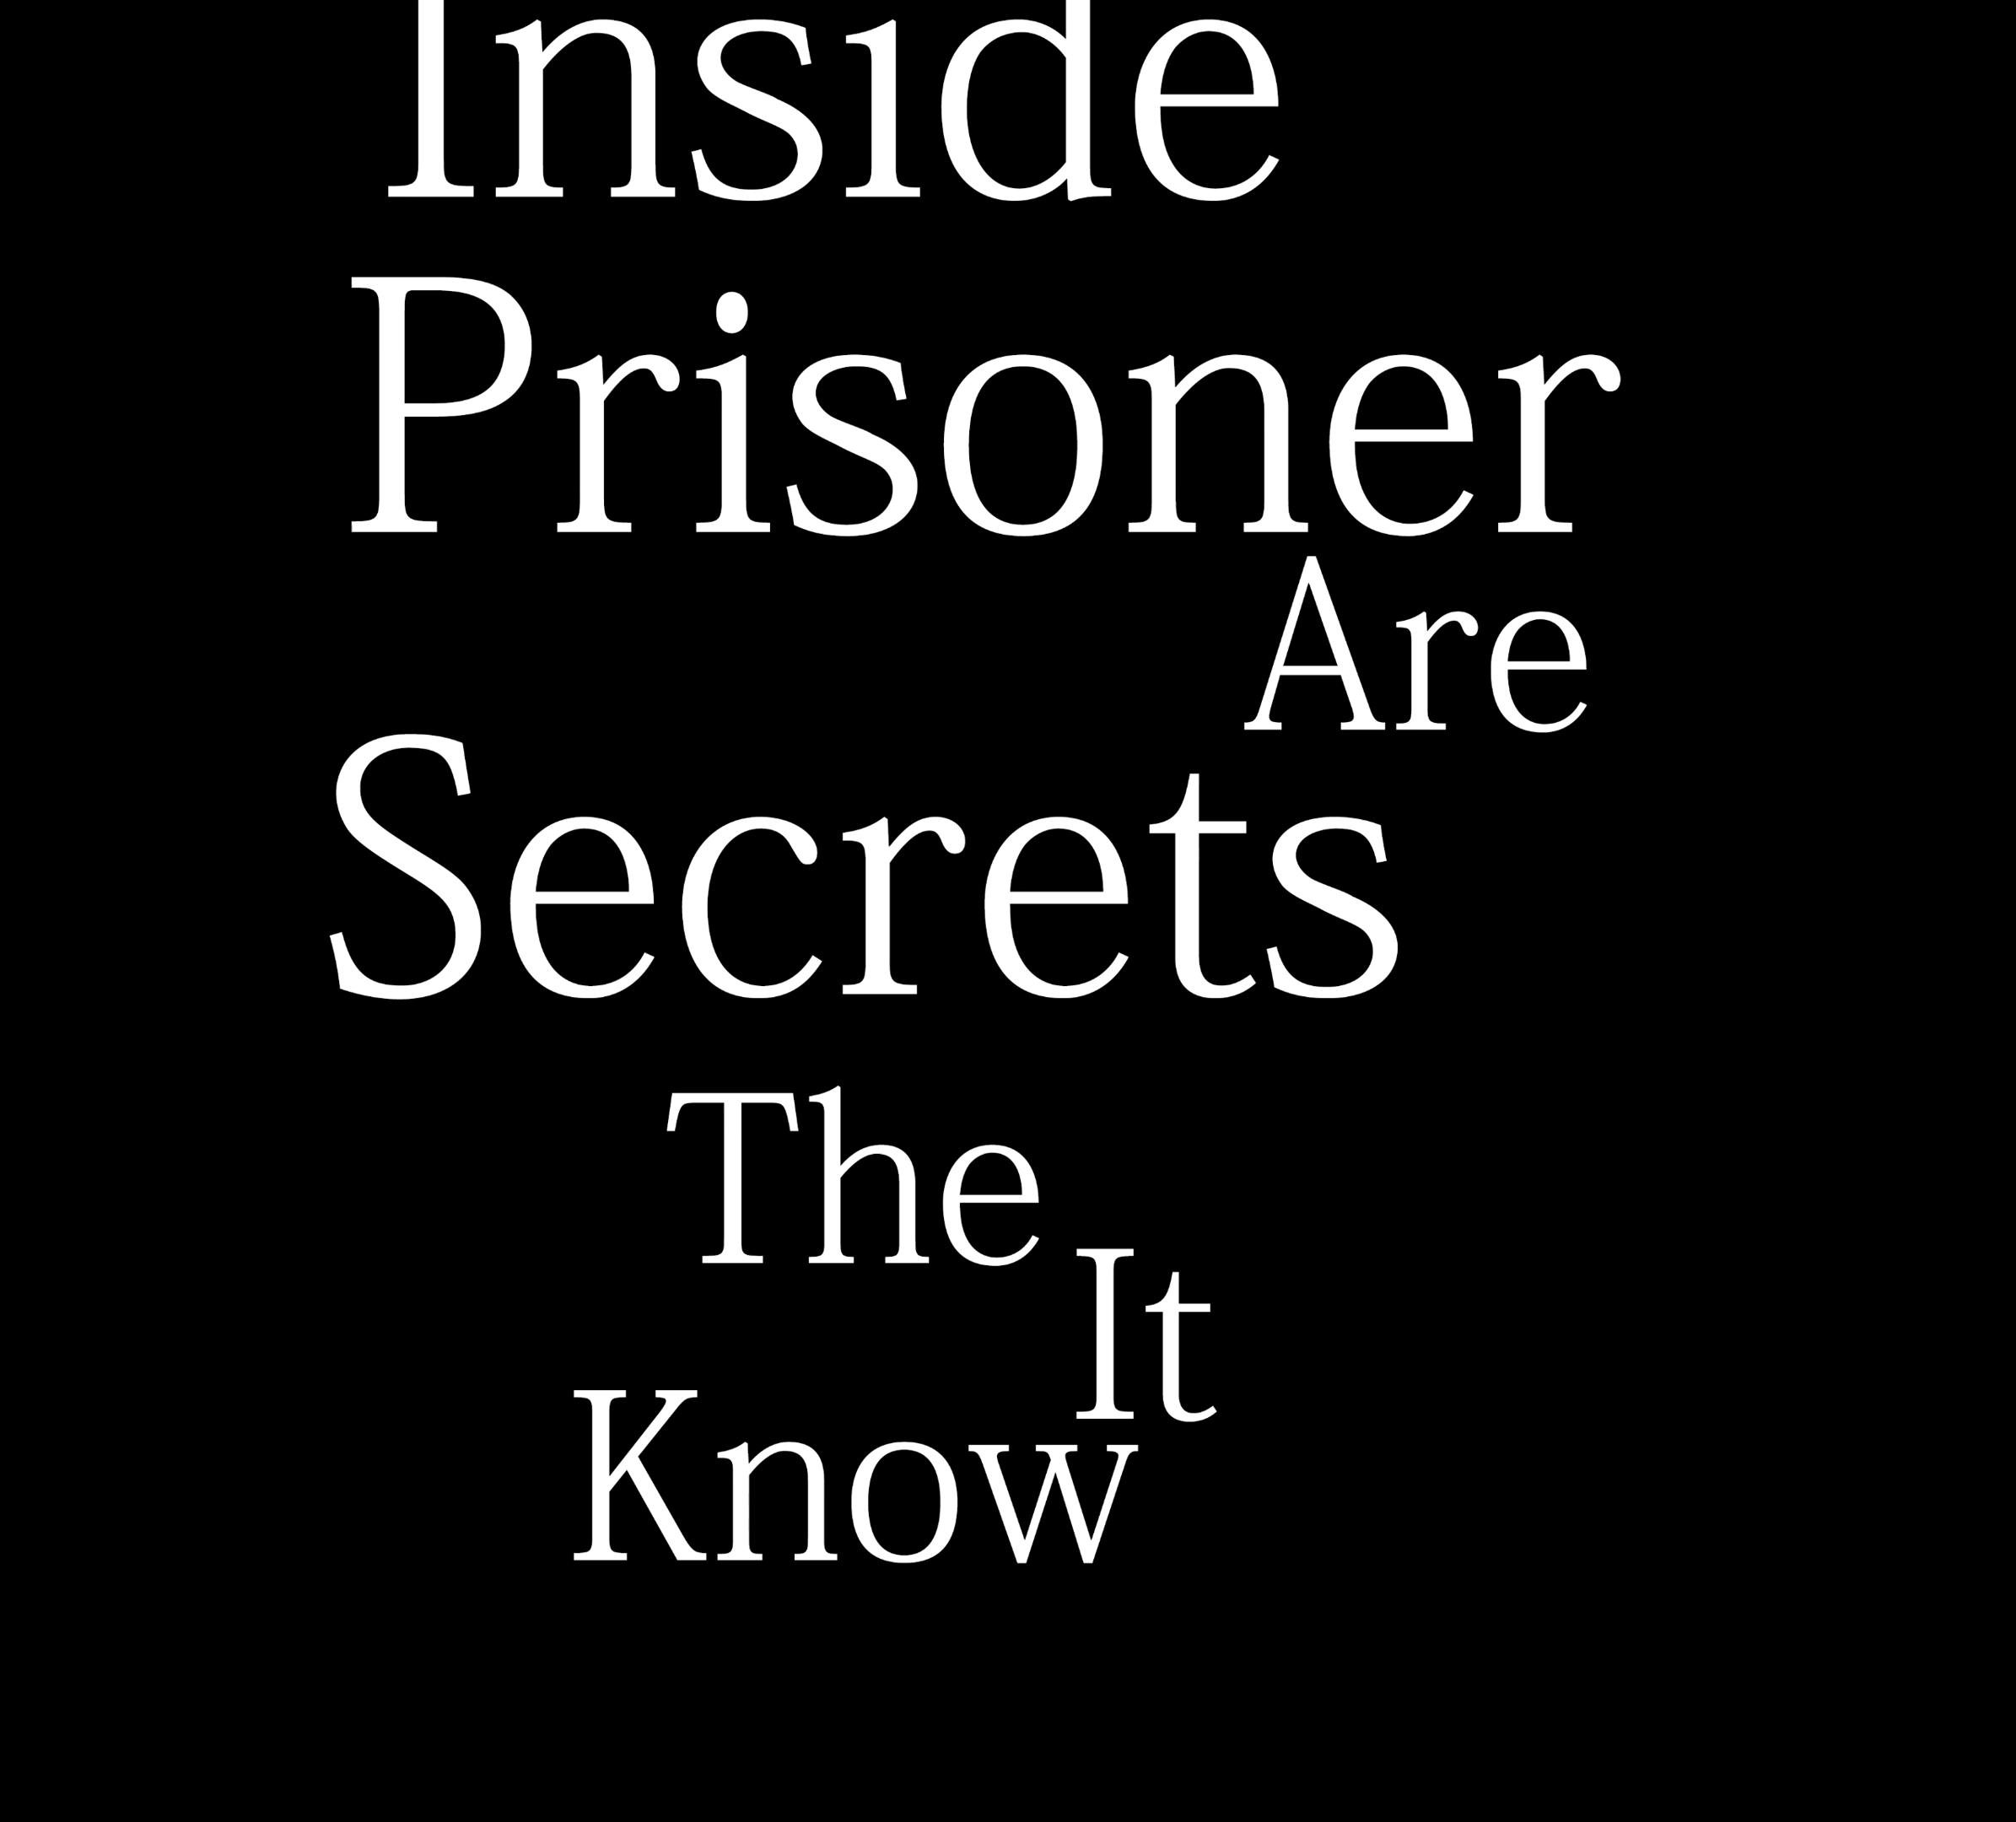 Inside
Prisoner
Are
Secrets
The
It
Know